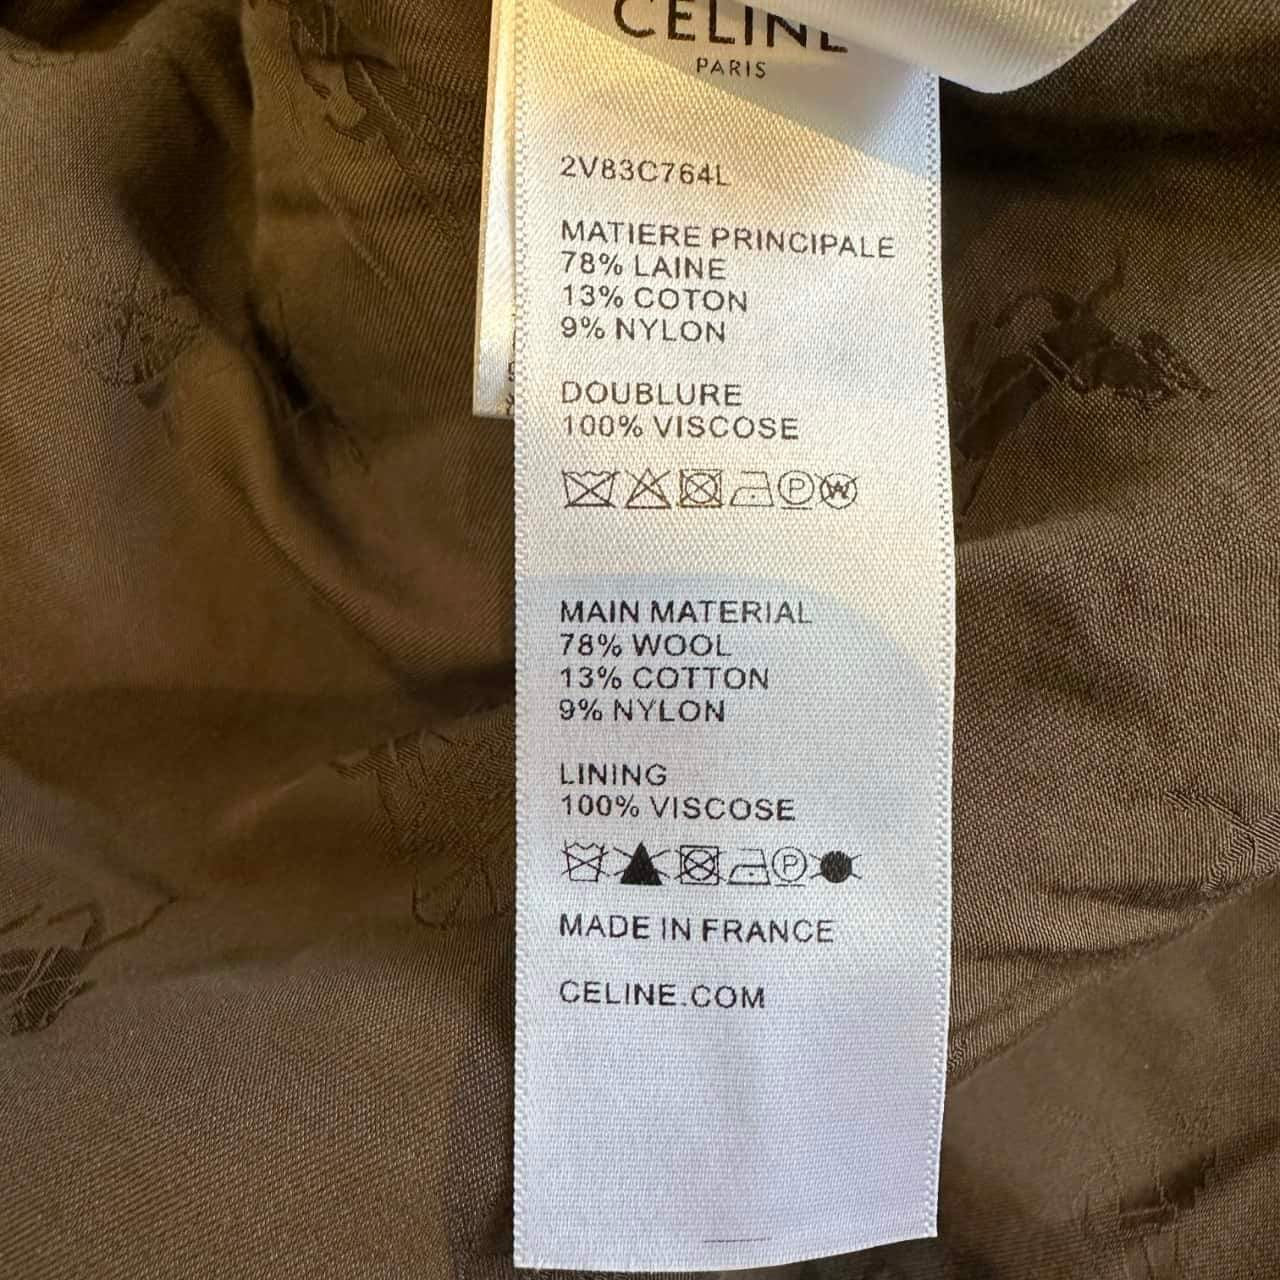 CELINE
PARIS
2V83C764L
MATIERE PRINCIPALE
78% LAINE
13% COTON
9% NYLON
DOUBLURE
100% VISCOSE
P W
MAIN MATERIAL
78% WOOL
13% COTTON
9% NYLON
LINING
100% VISCOSE
P
MADE IN FRANCE
CELINE.COM